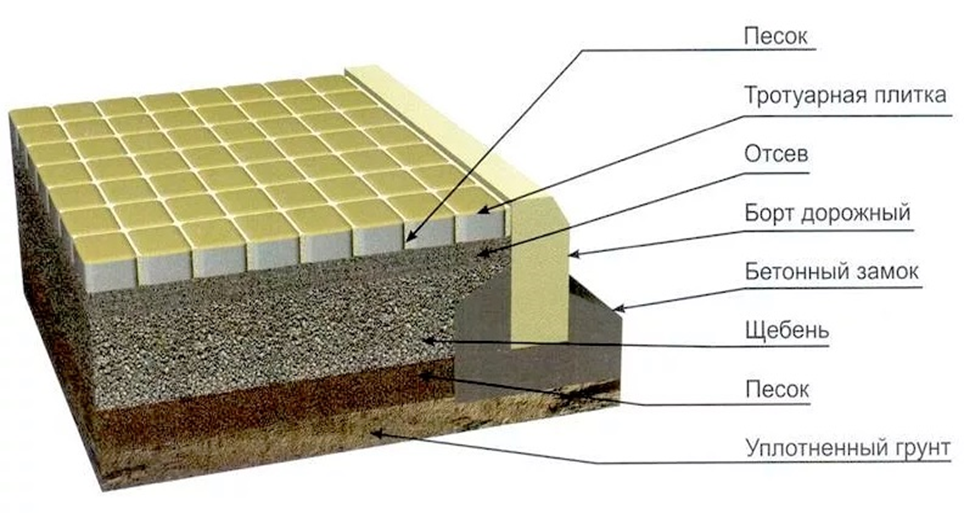 Песок
Тротуарная плитка
Отсев
Борт дорожный
Бетонный замок
Щебень
Песок
Уплотненный грунт